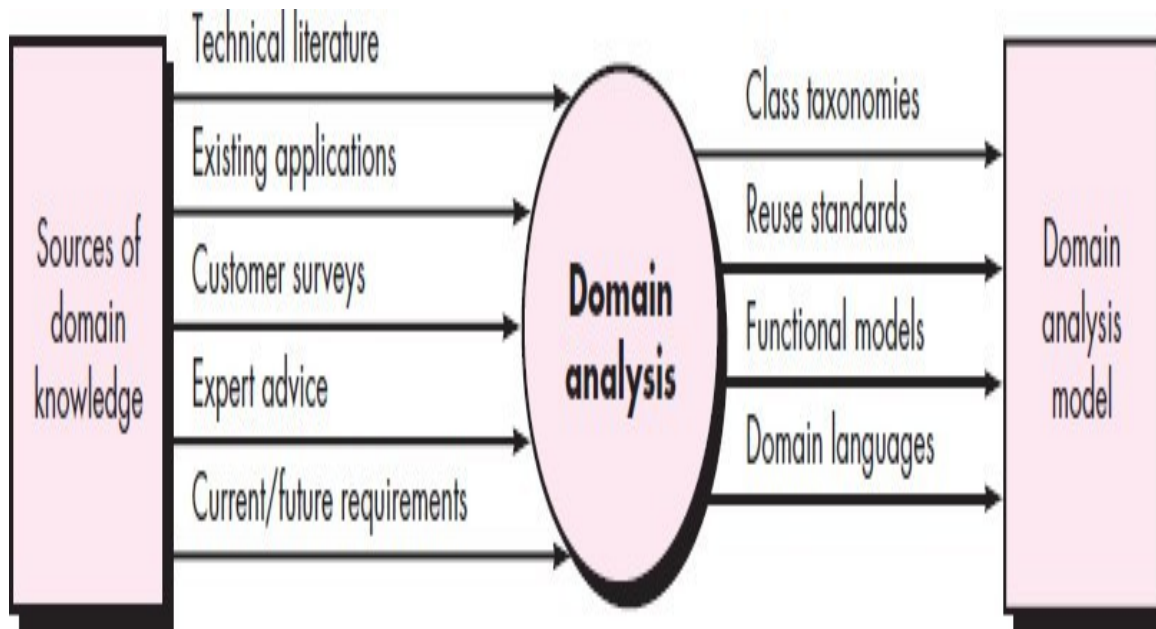 Sources of
domain
knowledge
Technical literature
Existing applications
Customer surveys
Expert advice
Current/future requirements
Domain
analysis
Class taxonomies
Reuse standards
Functional models
Domain languages
Domain
analysis
model